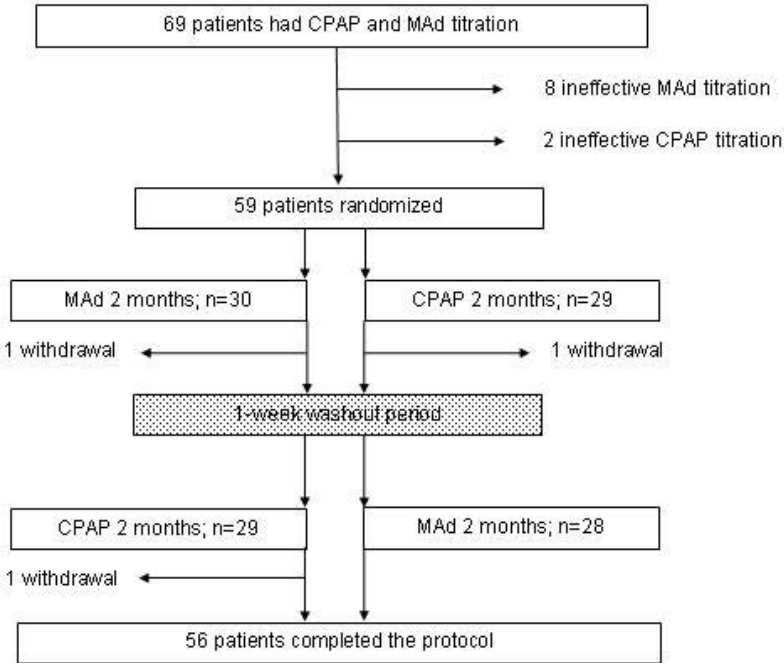 69 patients had CPAP and MAd titration
8 ineffective MAd titration
2 ineffective CPAP titration
59 patients randomized
MAd 2 months; n=30
CPAP 2 months; n=29
1 withdrawal
1 withdrawal
1-week washout period
CPAP 2 months; n=29
MAd 2 months; n=28
1 withdrawal
56 patients completed the protocol